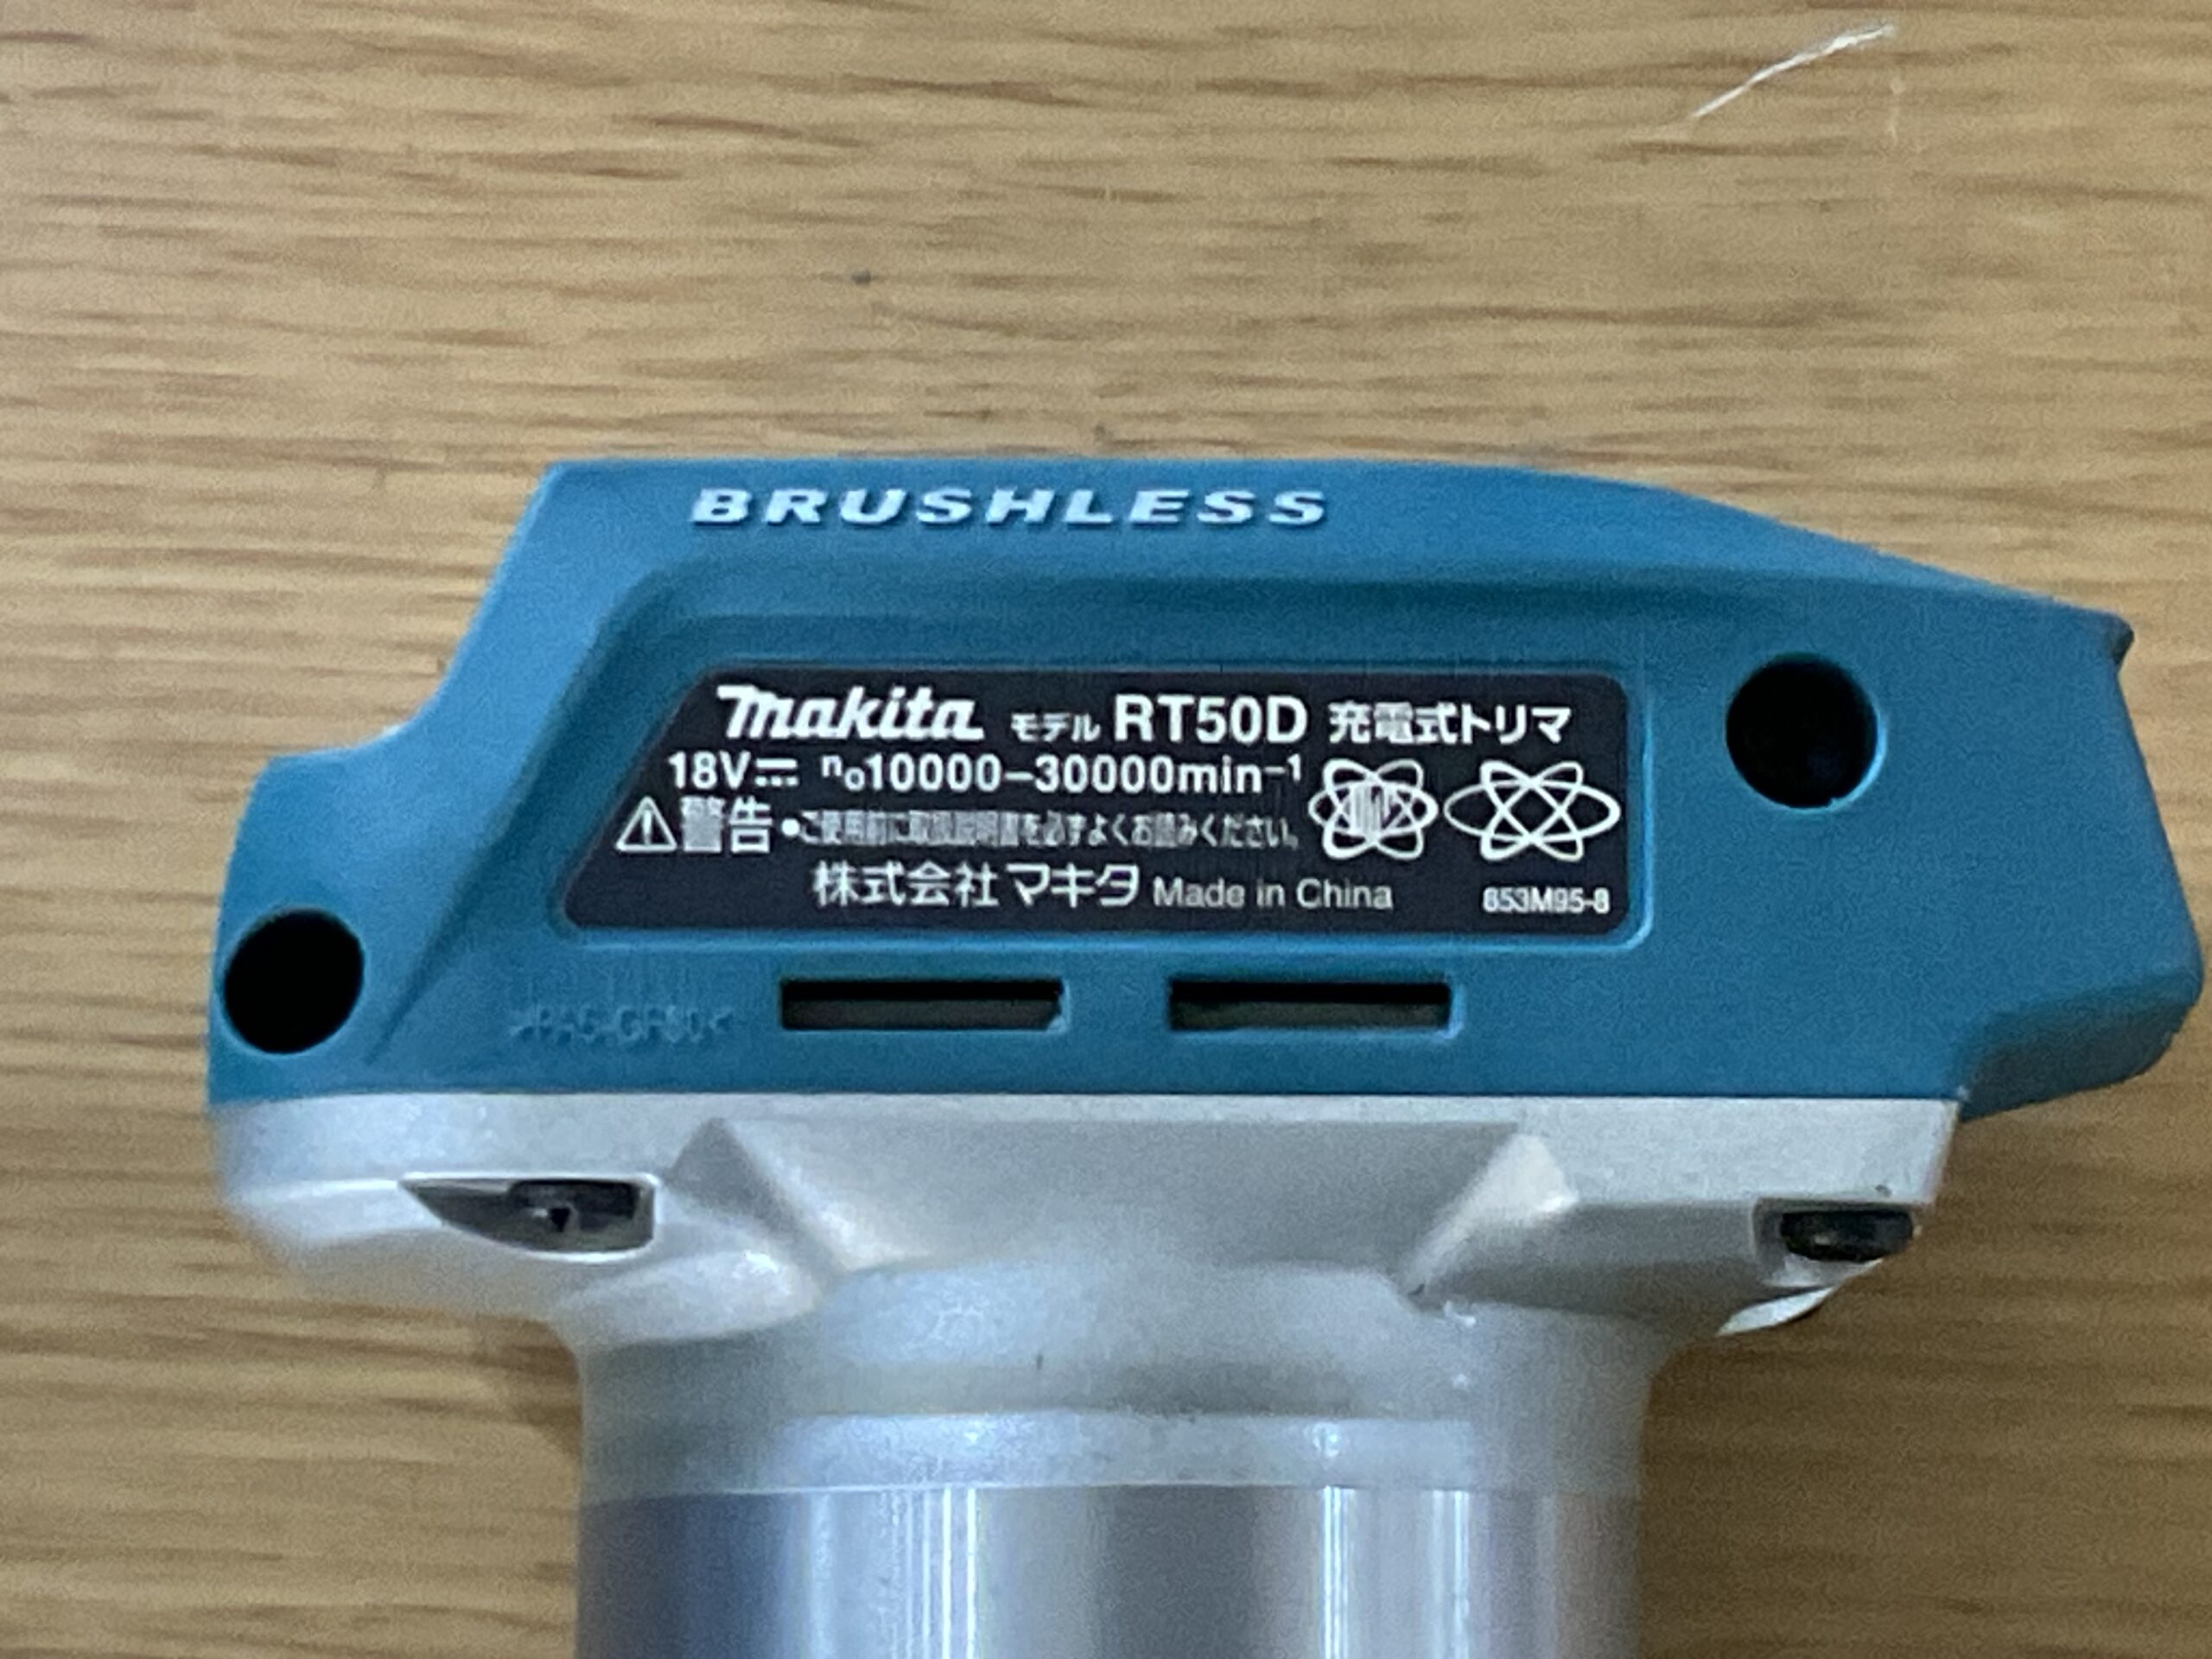 BRUSHLESS
makita モデル RT50D 充電式トリマ
18V⎓ n₀10000-30000min⁻¹
⚠警告 •ご使用前に取扱説明書を必ずよくお読みください。
株式会社マキタ Made in China 853M95-8